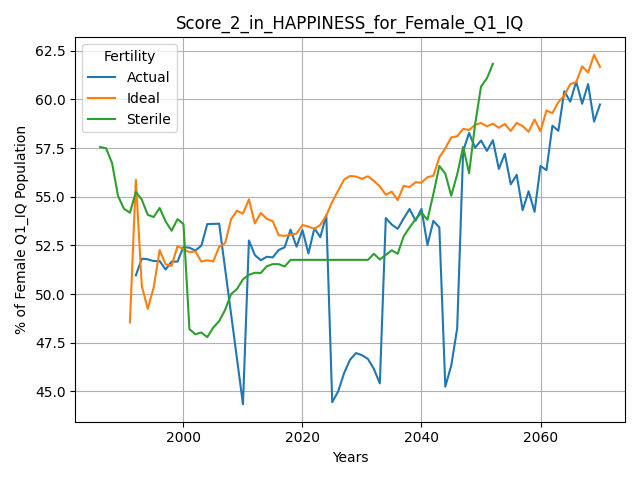 Score_2_in_HAPPINESS_for_Female_Q1_IQ
Fertility
Actual
Ideal
Sterile
% of Female Q1_IQ Population
62.5
60.0
57.5
55.0
52.5
50.0
47.5
45.0
2000
2020
2040
2060
Years